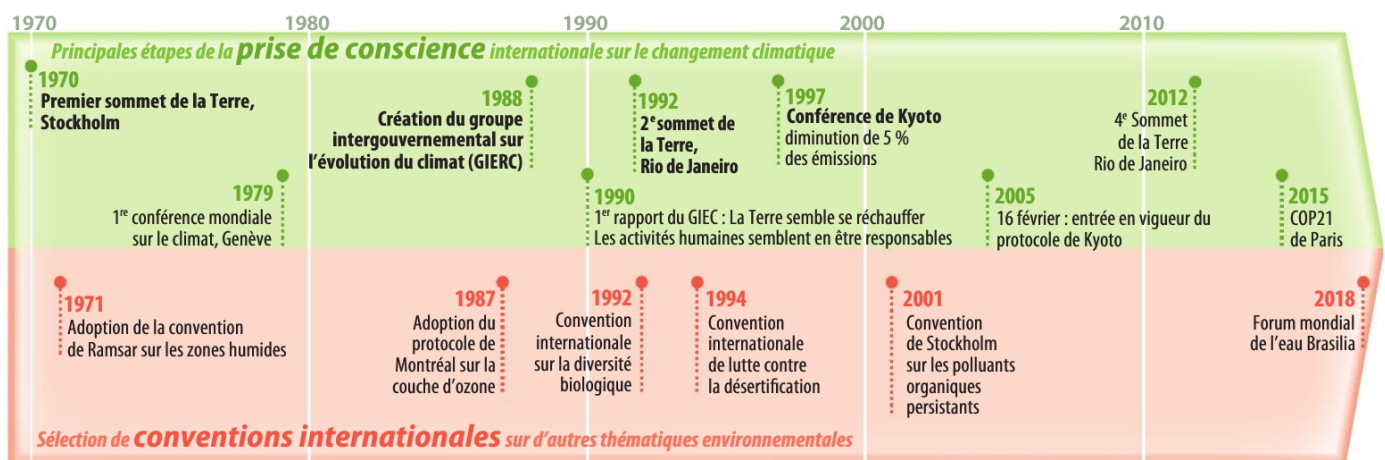 1970 1980 1990 2000 2010
Principales étapes de la prise de conscience internationale sur le changement climatique
1970
Premier sommet de la Terre,
Stockholm
1979
1re conférence mondiale
sur le climat, Genève
1988
Création du groupe
intergouvernemental sur
l'évolution du climat (GIERC)
1990
1er rapport du GIEC : La Terre semble se réchauffer
Les activités humaines semblent en être responsables
1992
2e sommet de
la Terre,
Rio de Janeiro
1997
Conférence de Kyoto
diminution de 5 %
des émissions
2005
16 février : entrée en vigueur du
protocole de Kyoto
2012
4e Sommet
de la Terre
Rio de Janeiro
2015
COP21
de Paris
1971
Adoption de la convention
de Ramsar sur les zones humides
1987
Adoption du
protocole de
Montréal sur la
couche d'ozone
1992
Convention
internationale
sur la diversité
biologique
1994
Convention
internationale
de lutte contre
la désertification
2001
Convention
de Stockholm
sur les polluants
organiques
persistants
2018
Forum mondial
de l'eau Brasilia
Sélection de conventions internationales sur d'autres thématiques environnementales